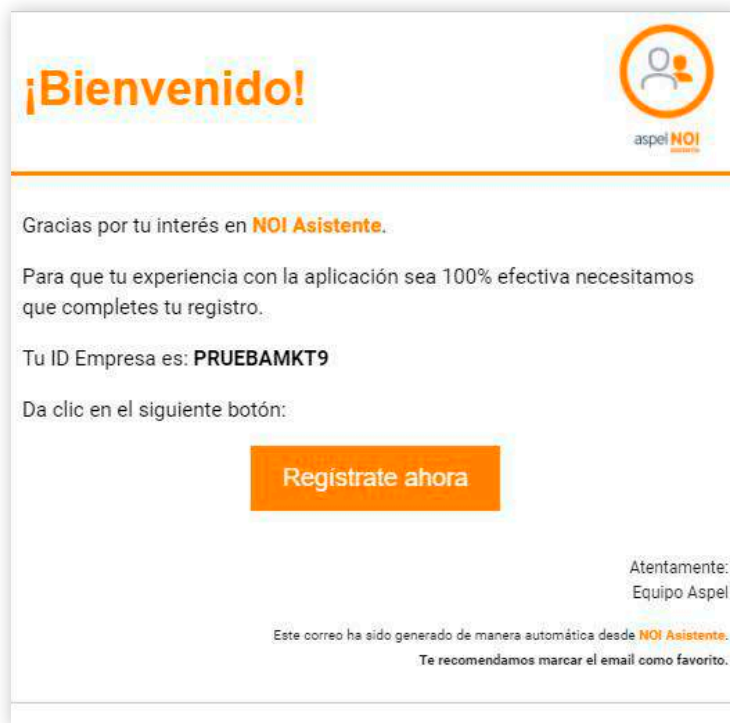 ¡Bienvenido!
aspel NOI
Gracias por tu interés en NOI Asistente.
Para que tu experiencia con la aplicación sea 100% efectiva necesitamos
que completes tu registro.
Tu ID Empresa es: PRUEBAMKT9
Da clic en el siguiente botón:
Regístrate ahora
Atentamente:
Equipo Aspel
Este correo ha sido generado de manera automática desde NOI Asistente.
Te recomendamos marcar el email como favorito.